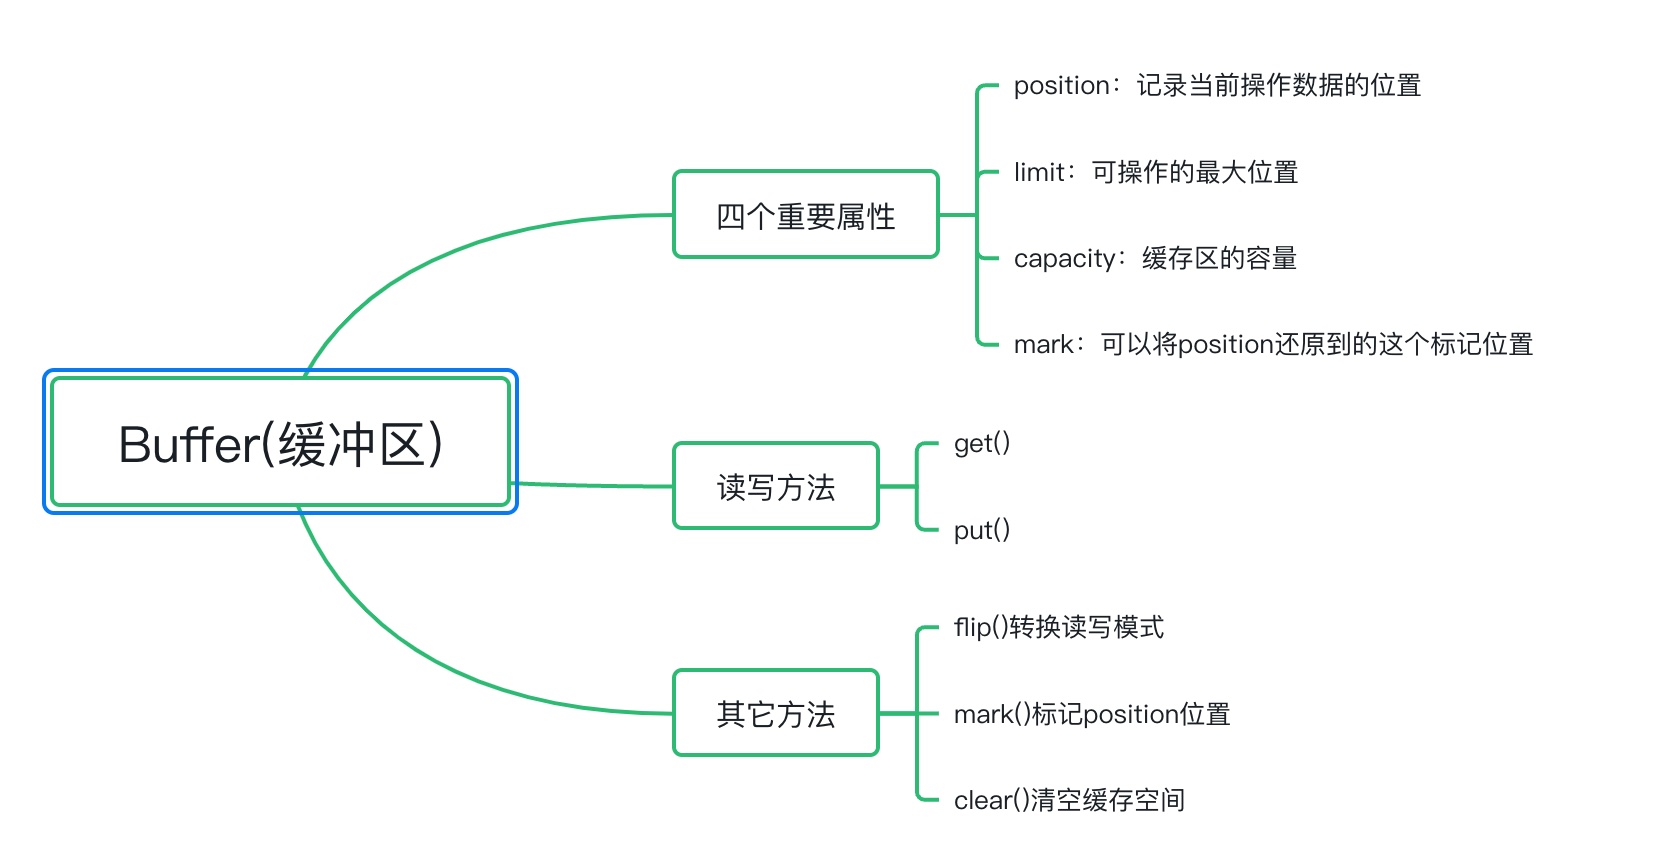 Buffer(缓冲区)
四个重要属性
position：记录当前操作数据的位置
limit：可操作的最大位置
capacity：缓存区的容量
mark：可以将position还原到的这个标记位置
读写方法
get()
put()
其它方法
flip()转换读写模式
mark()标记position位置
clear()清空缓存空间